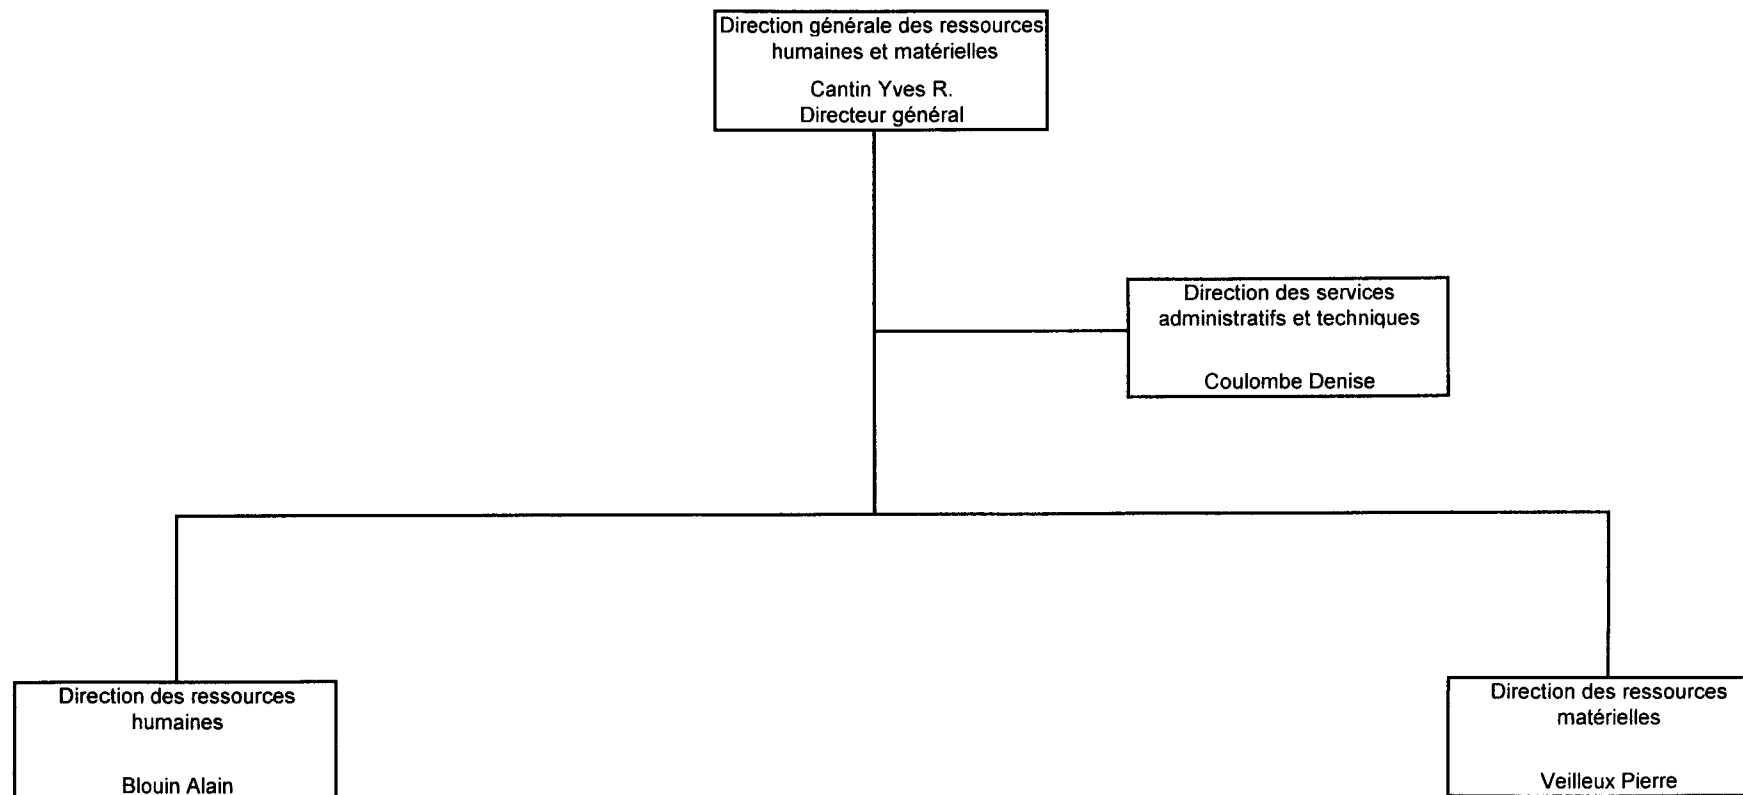 Direction générale des ressources
humaines et matérielles
Cantin Yves R.
Directeur général
Direction des services
administratifs et techniques
Coulombe Denise
Direction des ressources
humaines
Blouin Alain
Direction des ressources
matérielles
Veilleux Pierre